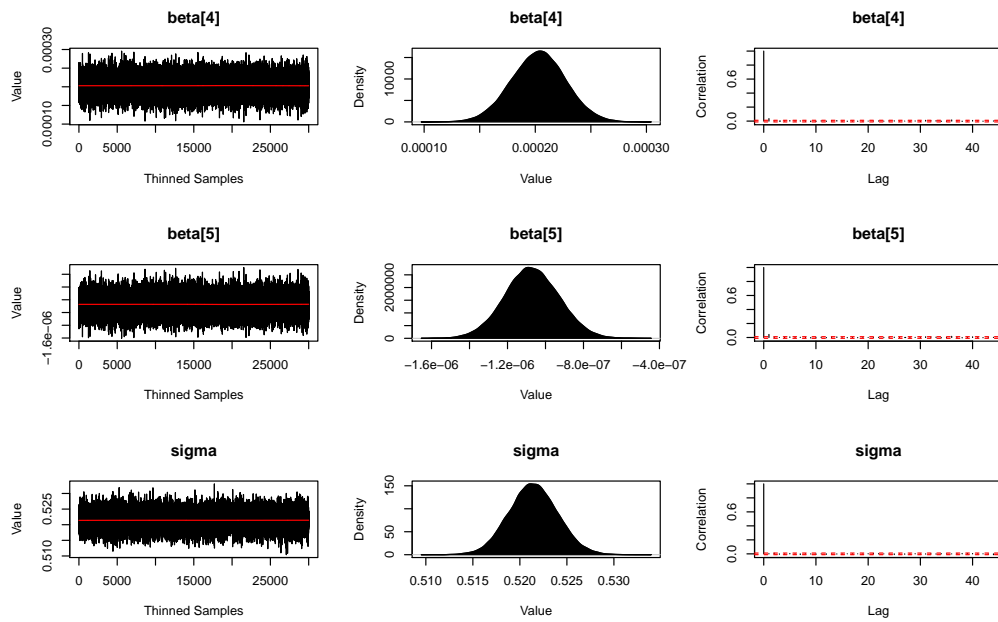 beta[4] beta[4] beta[4]
Value
0.00010 0.00030
0 5000 15000 25000
Thinned Samples
Density
0 10000
0.00010 0.00020 0.00030
Value
Correlation
0.0 0.6
0 10 20 30 40
Lag
beta[5] beta[5] beta[5]
Value
−1.6e−06
0 5000 15000 25000
Thinned Samples
Density
0 2000000
−1.6e−06 −1.2e−06 −8.0e−07 −4.0e−07
Value
Correlation
0.0 0.6
0 10 20 30 40
Lag
sigma sigma sigma
Value
0.510 0.525
0 5000 15000 25000
Thinned Samples
Density
0 50 150
0.510 0.515 0.520 0.525 0.530
Value
Correlation
0.0 0.6
0 10 20 30 40
Lag